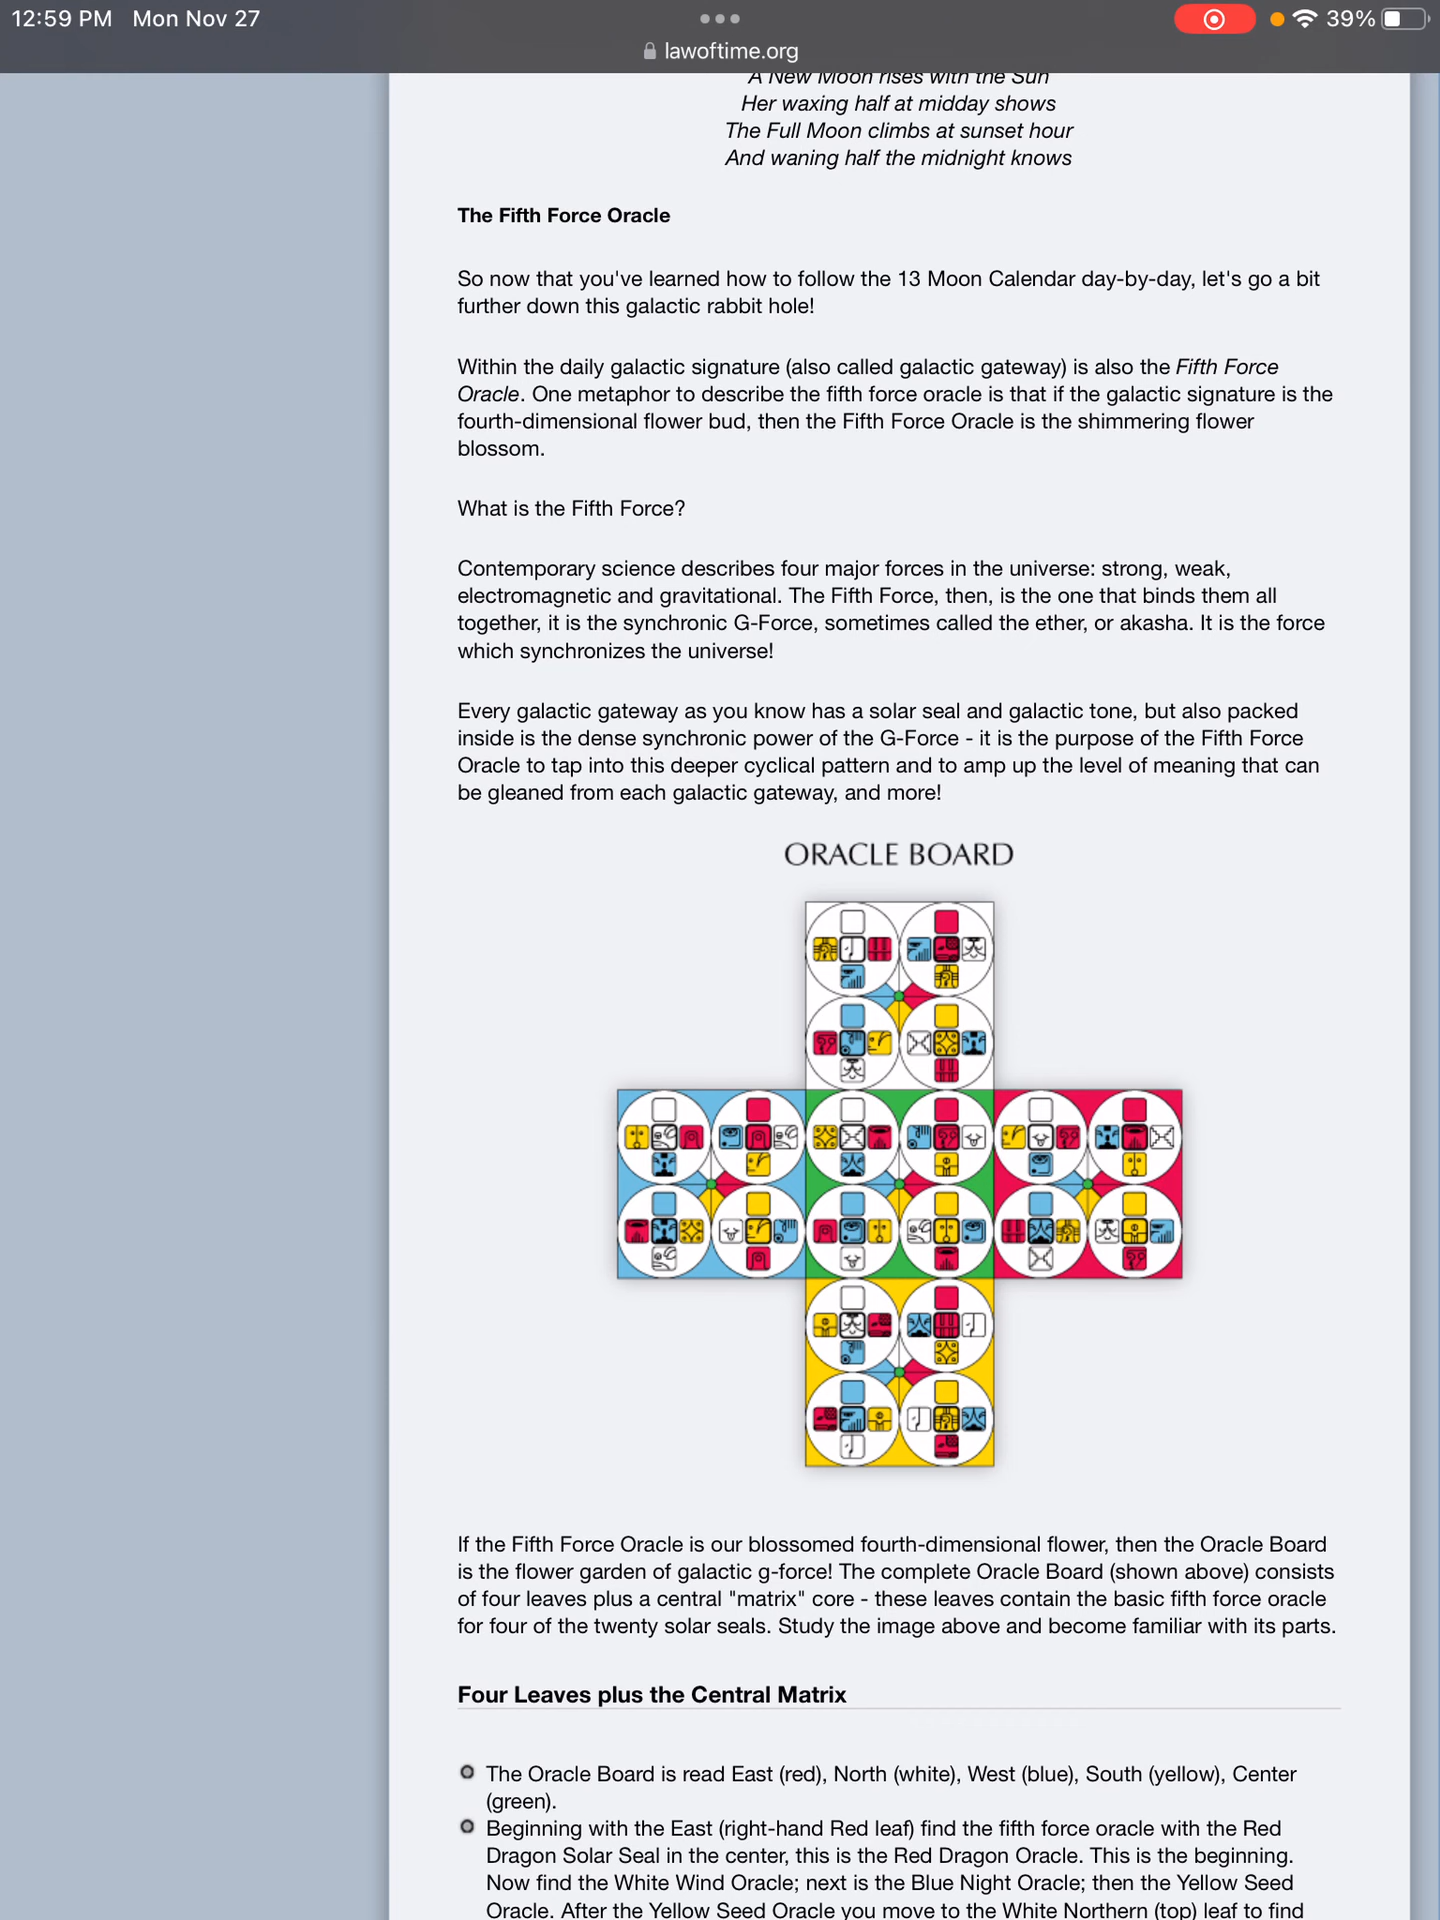 12:59 PM Mon Nov 27
39%
lawoftime.org
A New Moon rises with the Sun
Her waxing half at midday shows
The Full Moon climbs at sunset hour
And waning half the midnight knows
The Fifth Force Oracle
So now that you've learned how to follow the 13 Moon Calendar day-by-day, let's go a bit
further down this galactic rabbit hole!
Within the daily galactic signature (also called galactic gateway) is also the Fifth Force
Oracle. One metaphor to describe the fifth force oracle is that if the galactic signature is the
fourth-dimensional flower bud, then the Fifth Force Oracle is the shimmering flower
blossom.
What is the Fifth Force?
Contemporary science describes four major forces in the universe: strong, weak,
electromagnetic and gravitational. The Fifth Force, then, is the one that binds them all
together, it is the synchronic G-Force, sometimes called the ether, or akasha. It is the force
which synchronizes the universe!
Every galactic gateway as you know has a solar seal and galactic tone, but also packed
inside is the dense synchronic power of the G-Force - it is the purpose of the Fifth Force
Oracle to tap into this deeper cyclical pattern and to amp up the level of meaning that can
be gleaned from each galactic gateway, and more!
ORACLE BOARD
If the Fifth Force Oracle is our blossomed fourth-dimensional flower, then the Oracle Board
is the flower garden of galactic g-force! The complete Oracle Board (shown above) consists
of four leaves plus a central "matrix" core - these leaves contain the basic fifth force oracle
for four of the twenty solar seals. Study the image above and become familiar with its parts.
Four Leaves plus the Central Matrix
The Oracle Board is read East (red), North (white), West (blue), South (yellow), Center
(green).
Beginning with the East (right-hand Red leaf) find the fifth force oracle with the Red
Dragon Solar Seal in the center, this is the Red Dragon Oracle. This is the beginning.
Now find the White Wind Oracle; next is the Blue Night Oracle; then the Yellow Seed
Oracle. After the Yellow Seed Oracle you move to the White Northern (top) leaf to find